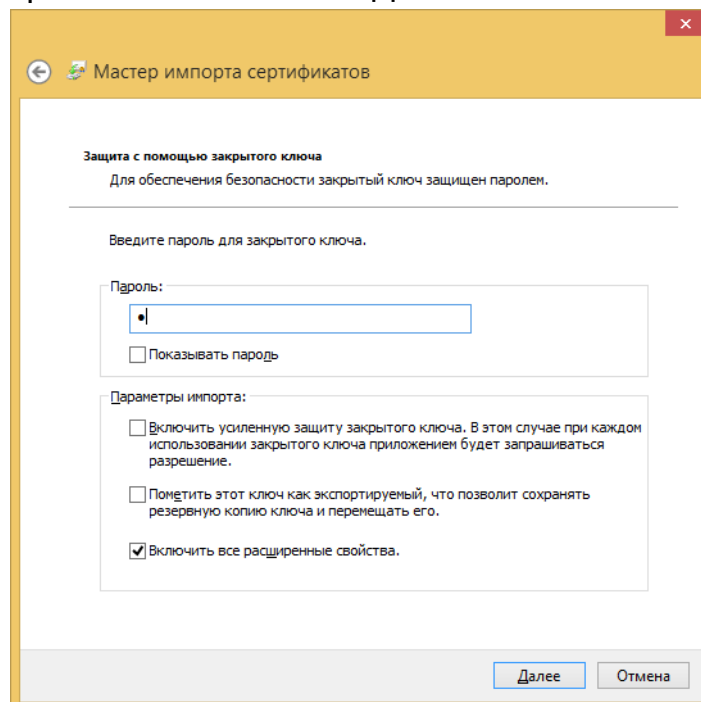 Мастер импорта сертификатов
Защита с помощью закрытого ключа
Для обеспечения безопасности закрытый ключ защищен паролем.
Введите пароль для закрытого ключа.
Пароль:
Показывать пароль
Параметры импорта:
Включить усиленную защиту закрытого ключа. В этом случае при каждом
использовании закрытого ключа приложением будет запрашиваться
разрешение.
Пометить этот ключ как экспортируемый, что позволит сохранять
резервную копию ключа и перемещать его.
Включить все расширенные свойства.
Далее
Отмена